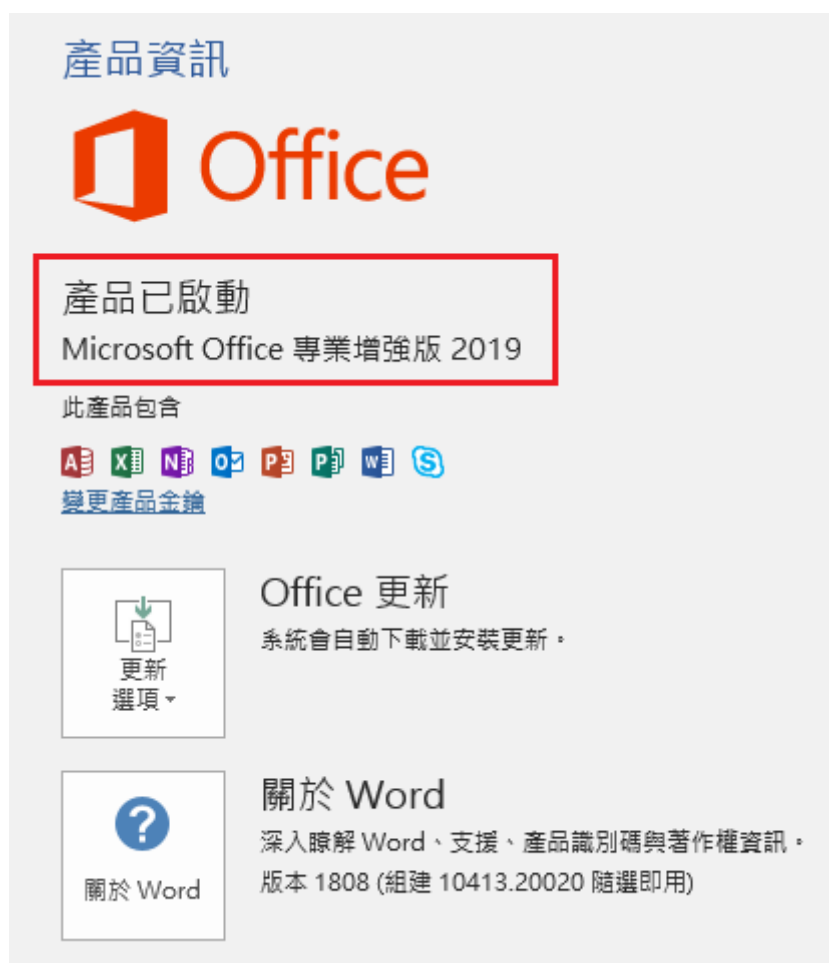 產品資訊
Office
產品已啟動
Microsoft Office 專業增強版 2019
此產品包含
變更產品金鑰
更新
選項
Office 更新
系統會自動下載並安裝更新。
關於 Word
關於 Word
深入瞭解 Word、支援、產品識別碼與著作權資訊。
版本 1808 (組建 10413.20020 隨選即用)